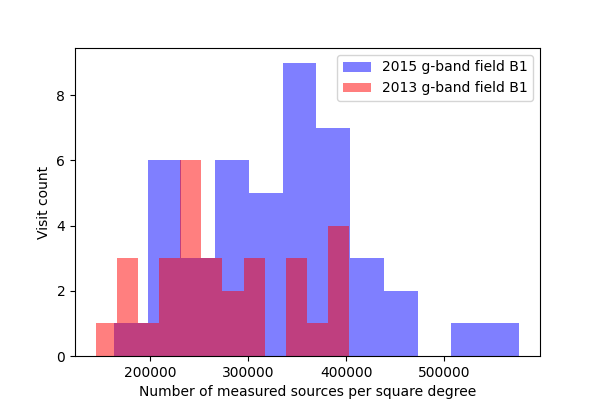 2015 g-band field B1
2013 g-band field B1
8
6
4
2
0
Visit count
200000 300000 400000 500000
Number of measured sources per square degree